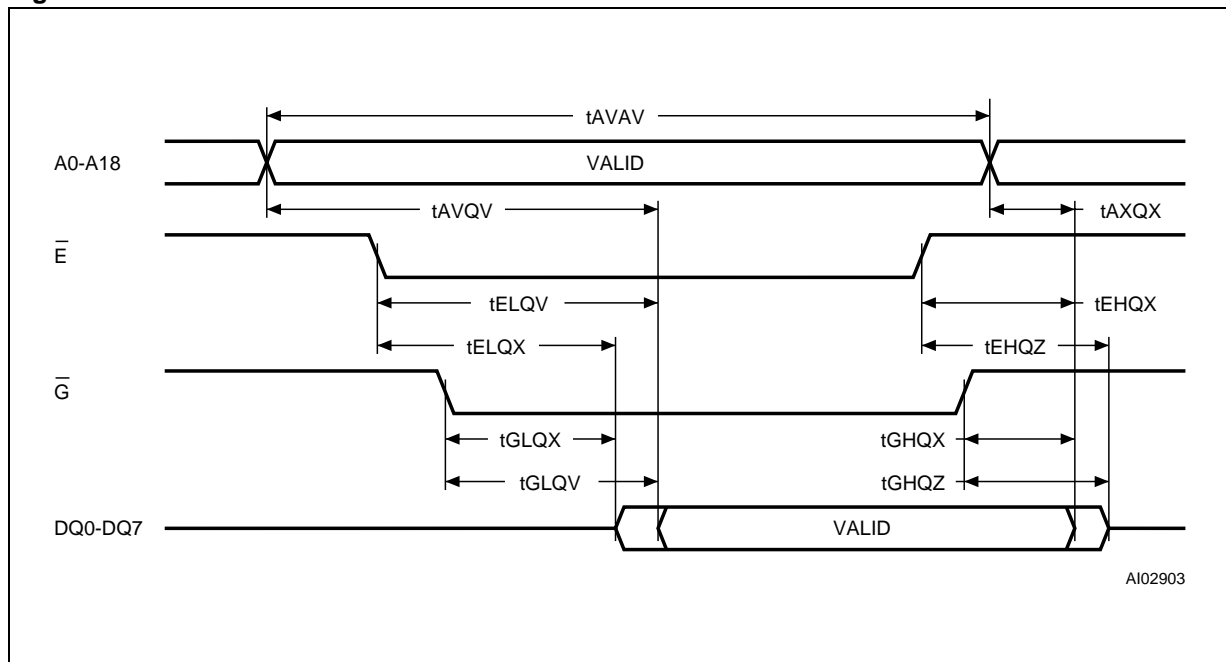 tAVAV
A0-A18
VALID
tAVQV
tAXQX
E
tELQV
tEHQX
tELQX
tEHQZ
G
tGLQX
tGHQX
tGLQV
tGHQZ
DQ0-DQ7
VALID
AI02903